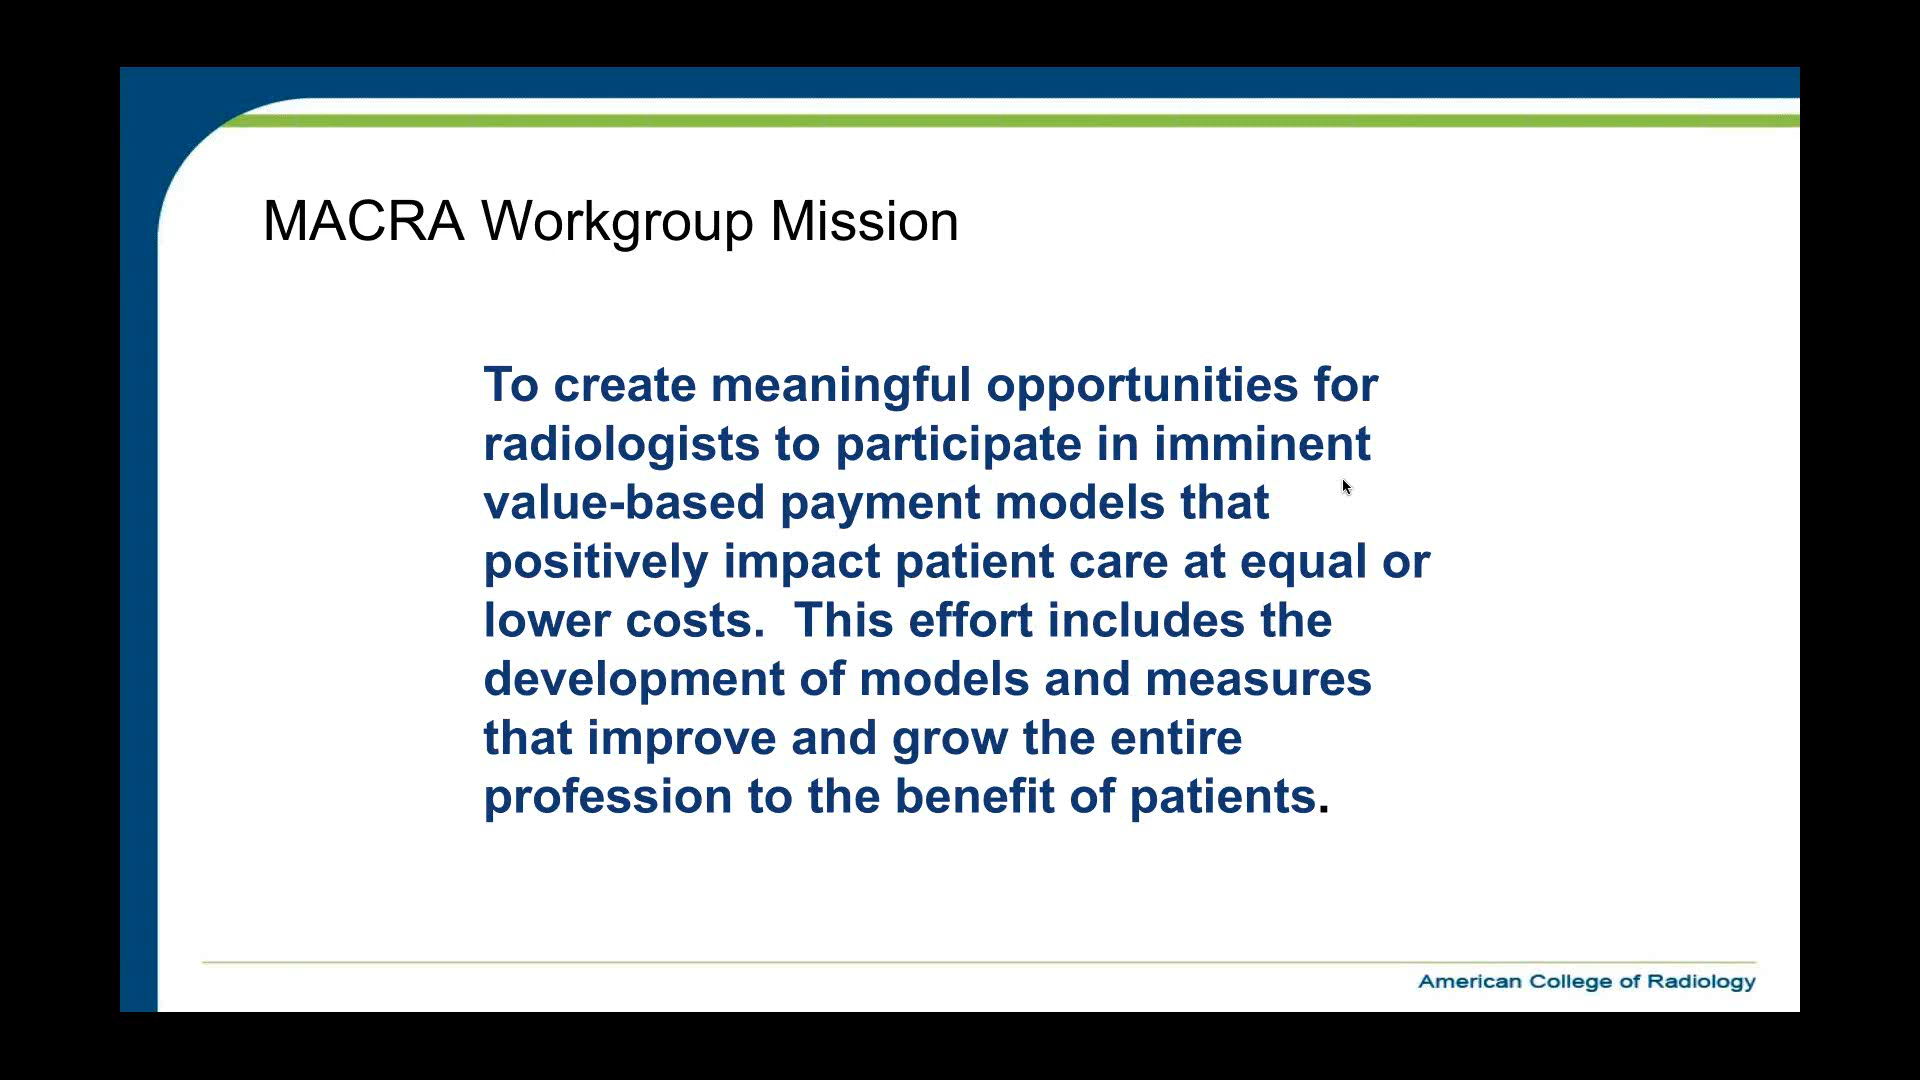 MACRA Workgroup Mission
To create meaningful opportunities for
radiologists to participate in imminent
value-based payment models that
positively impact patient care at equal or
lower costs.  This effort includes the
development of models and measures
that improve and grow the entire
profession to the benefit of patients.
American College of Radiology